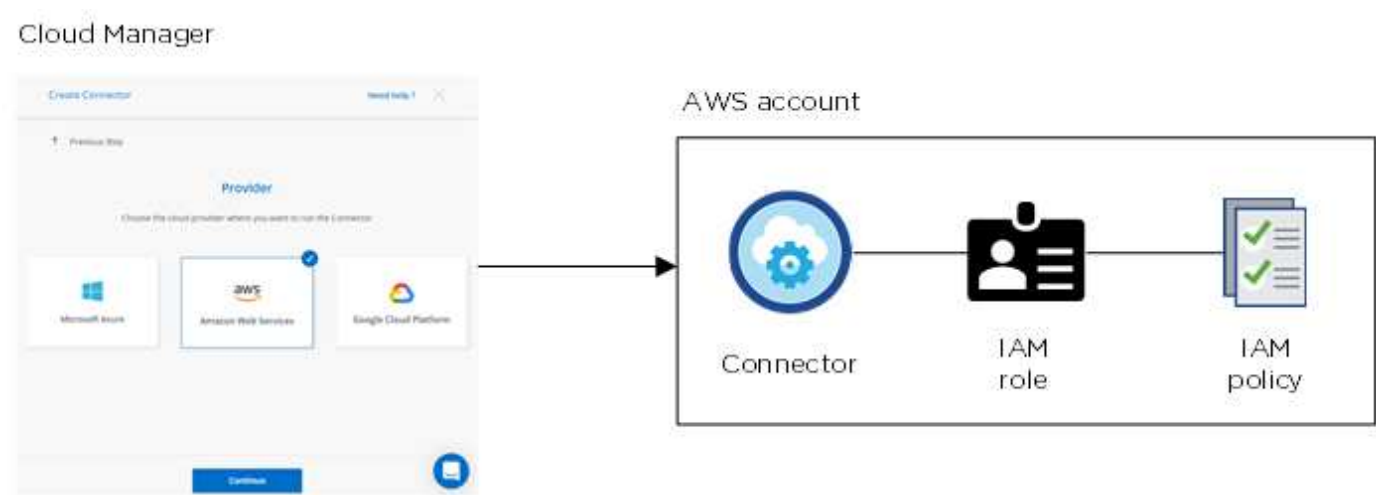 Cloud Manager
Create Connector
Need help?
Previous Step
Provider
Choose the cloud provider where you want to run the Connector
Microsoft Azure
aws
Amazon Web Services
Google Cloud Platform
Continue
AWS account
Connector
IAM
role
IAM
policy